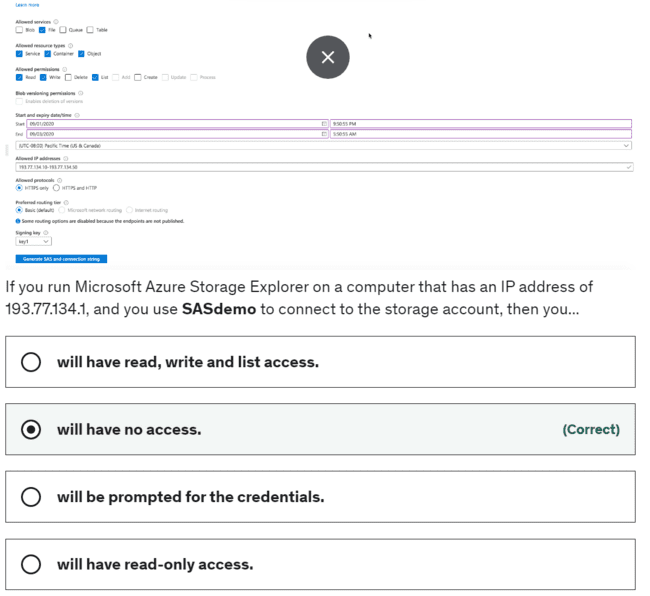 Learn more
Allowed services
Blob File Queue Table
Allowed resource types
Service Container Object
Allowed permissions
Read Write Delete List Add Create Update Process
Blob versioning permissions
Enables deletion of versions
Start and expiry date/time
Start 09/01/2020 9:50:55 PM
End 09/03/2020 5:50:55 AM
(UTC-08:00) Pacific Time (US & Canada)
Allowed IP addresses
193.77.134.10-193.77.134.50
Allowed protocols
HTTPS only HTTPS and HTTP
Preferred routing tier
Basic (default) Microsoft network routing Internet routing
Some routing options are disabled because the endpoints are not published.
Signing key
key1
Generate SAS and connection string
If you run Microsoft Azure Storage Explorer on a computer that has an IP address of
193.77.134.1, and you use SASdemo to connect to the storage account, then you...
will have read, write and list access.
will have no access. (Correct)
will be prompted for the credentials.
will have read-only access.